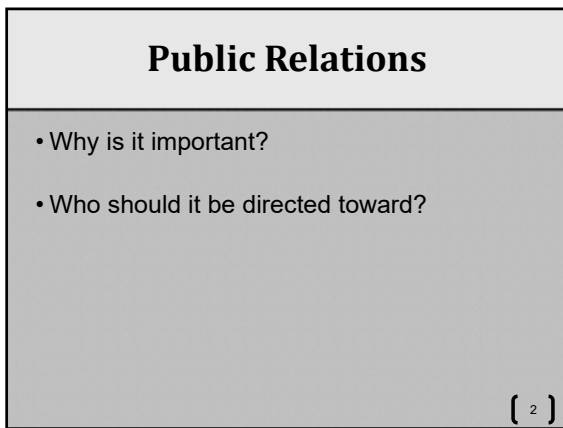 Public Relations
• Why is it important?
• Who should it be directed toward?
2